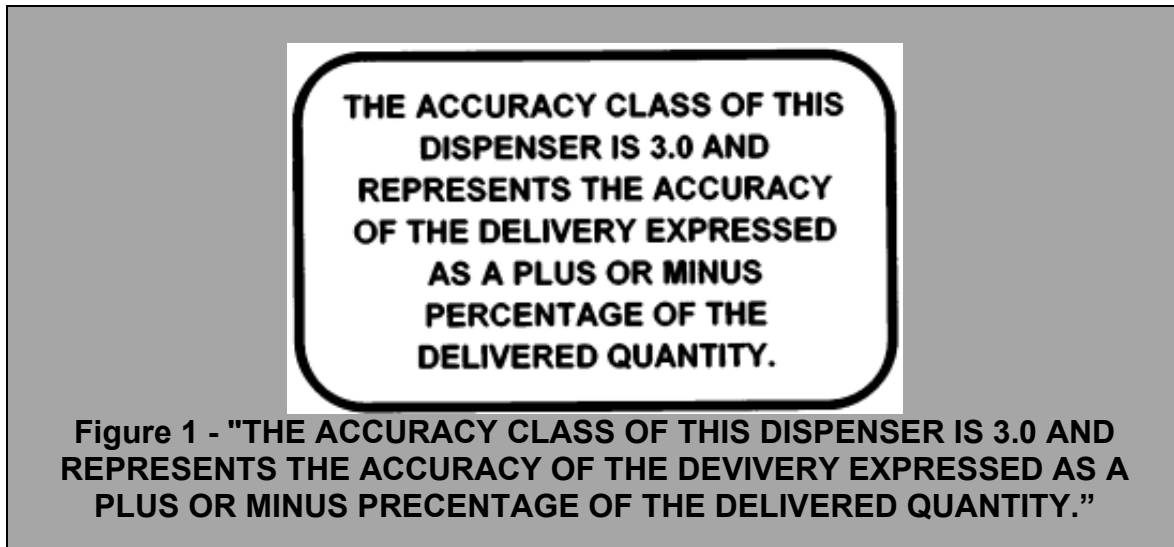 THE ACCURACY CLASS OF THIS
DISPENSER IS 3.0 AND
REPRESENTS THE ACCURACY
OF THE DELIVERY EXPRESSED
AS A PLUS OR MINUS
PERCENTAGE OF THE
DELIVERED QUANTITY.
Figure 1 - "THE ACCURACY CLASS OF THIS DISPENSER IS 3.0 AND
REPRESENTS THE ACCURACY OF THE DEVIVERY EXPRESSED AS A
PLUS OR MINUS PRECENTAGE OF THE DELIVERED QUANTITY.”